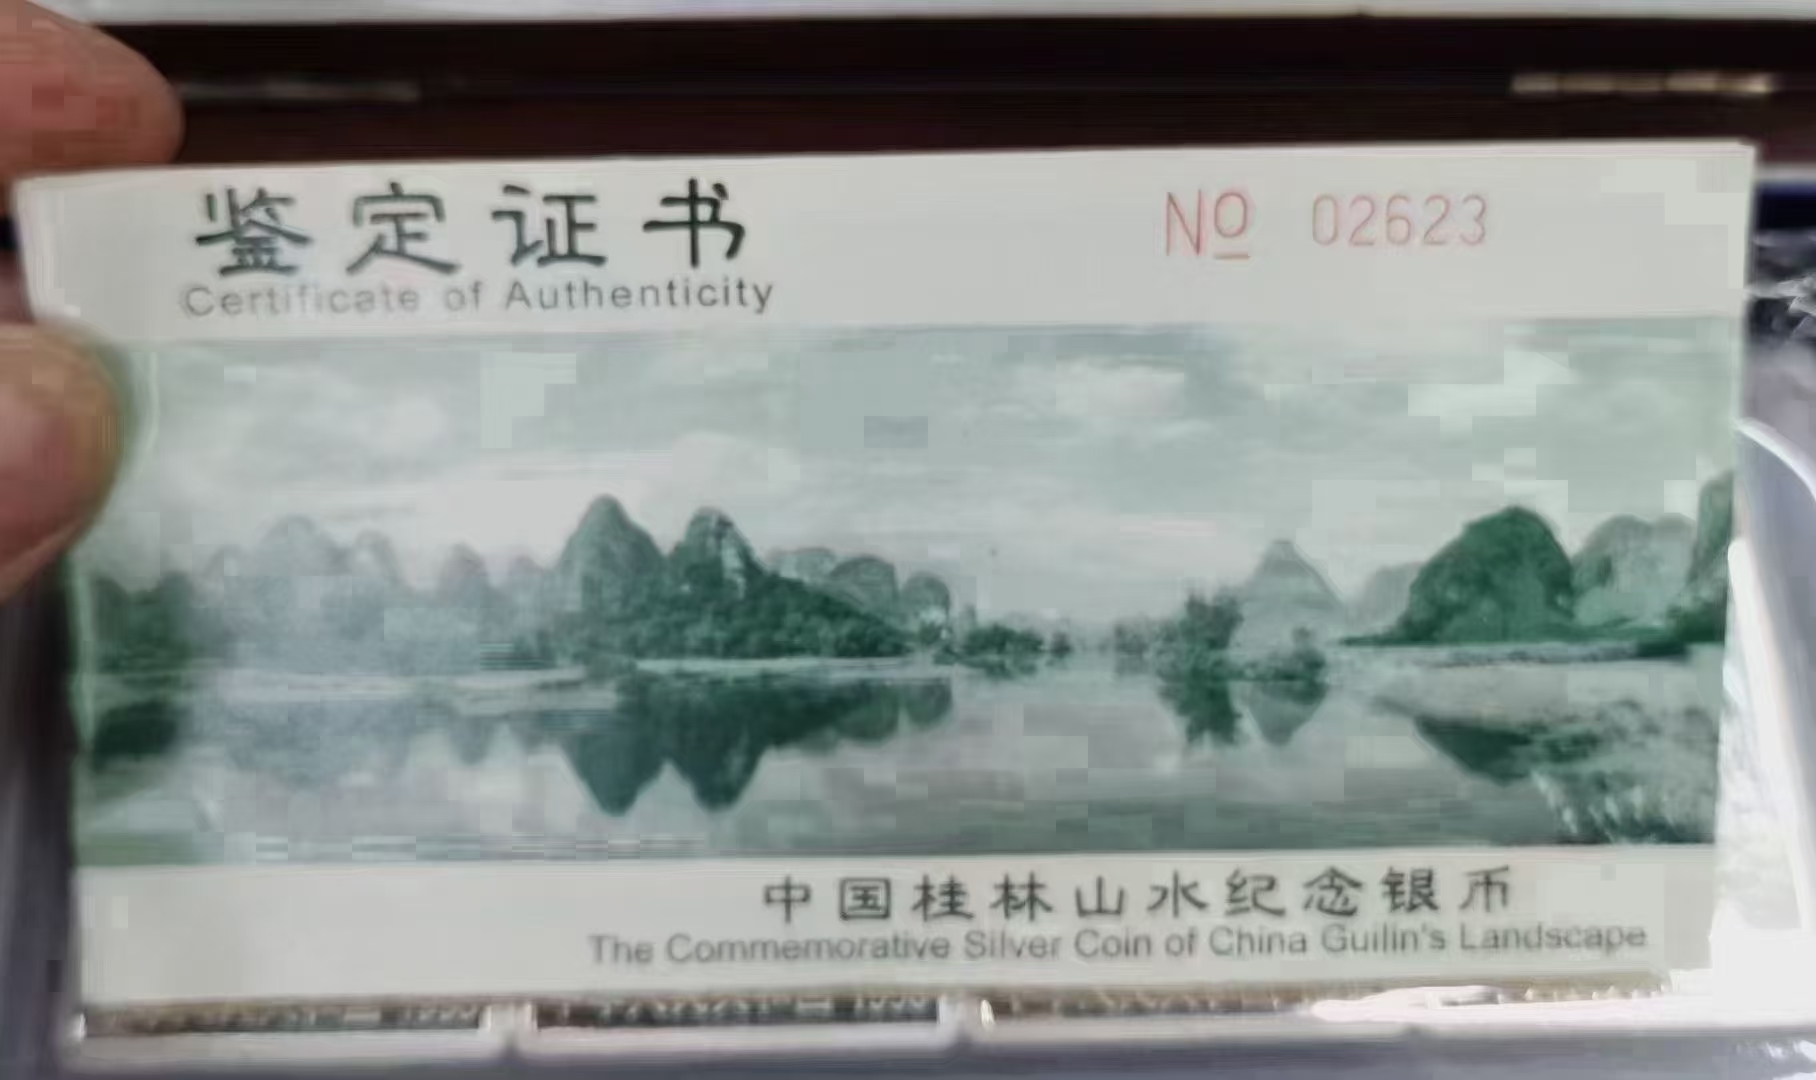 鉴定证书
Certificate of Authenticity
Nº 02623
中国桂林山水纪念银币
The Commemorative Silver Coin of China Guilin's Landscape